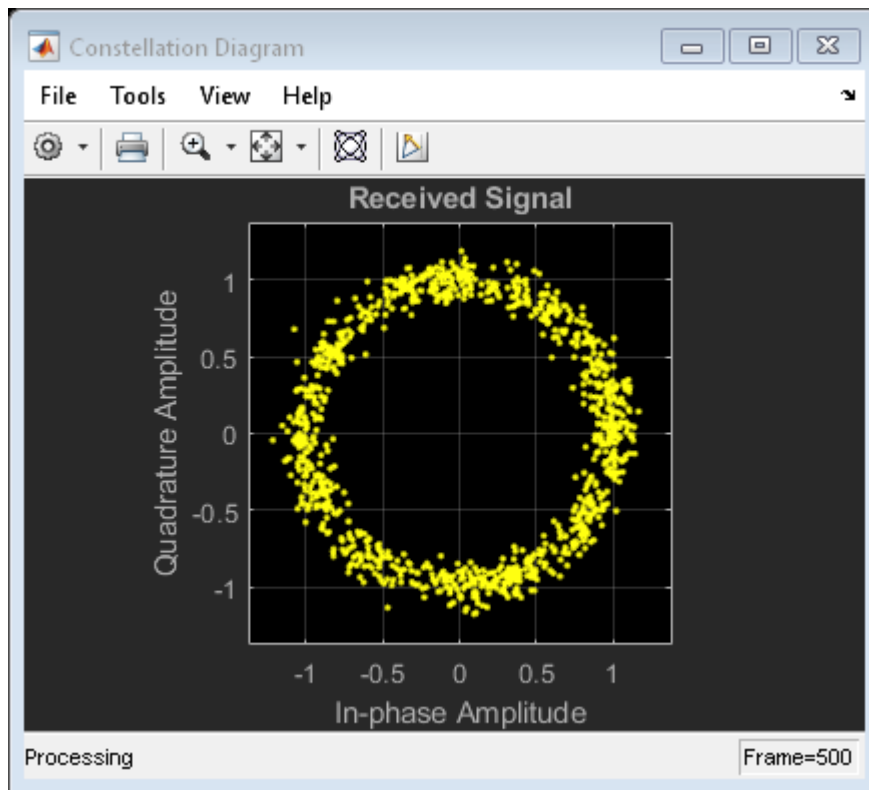 Constellation Diagram
File Tools View Help
Received Signal
Quadrature Amplitude
1
0.5
0
-0.5
-1
-1 -0.5 0 0.5 1
In-phase Amplitude
Processing Frame=500